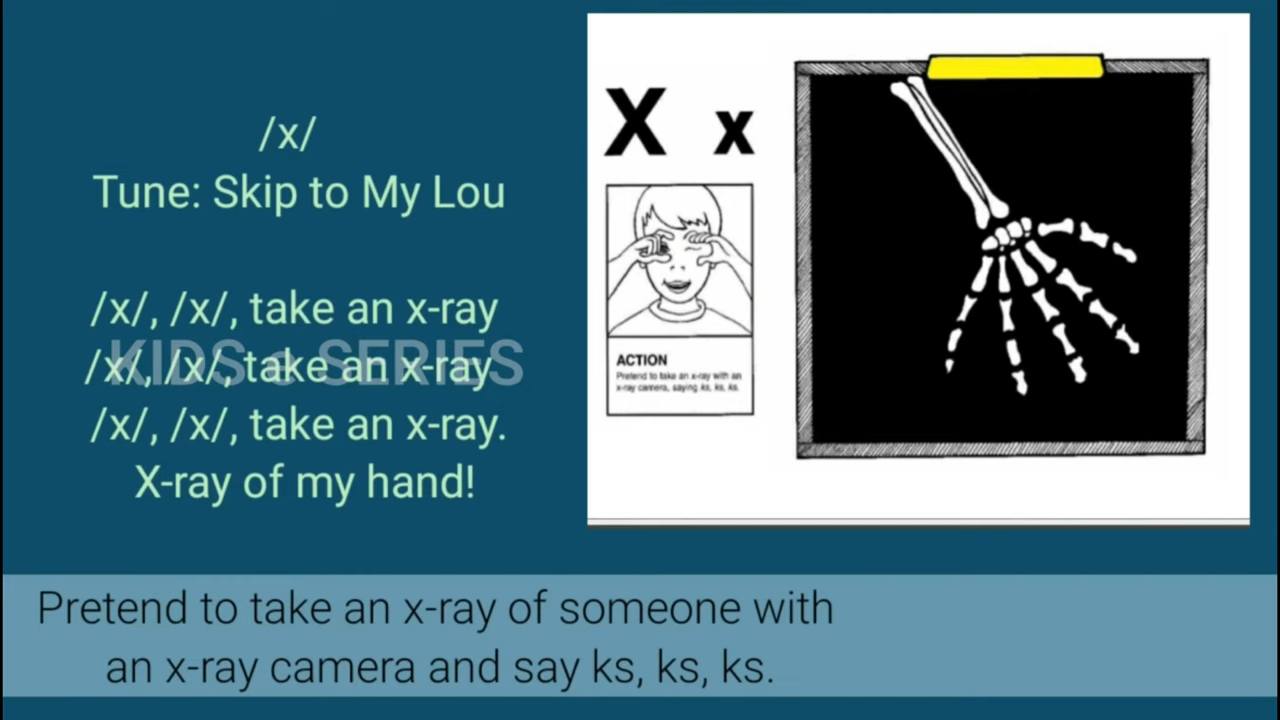 /x/
Tune: Skip to My Lou
/x/, /x/, take an x-ray
/x/, /x/, take an x-ray
/x/, /x/, take an x-ray.
X-ray of my hand!
KIDS e SERIES
X x
ACTION
Pretend to take an x-ray with an
x-ray camera, saying ks, ks, ks.
Pretend to take an x-ray of someone with
an x-ray camera and say ks, ks, ks.